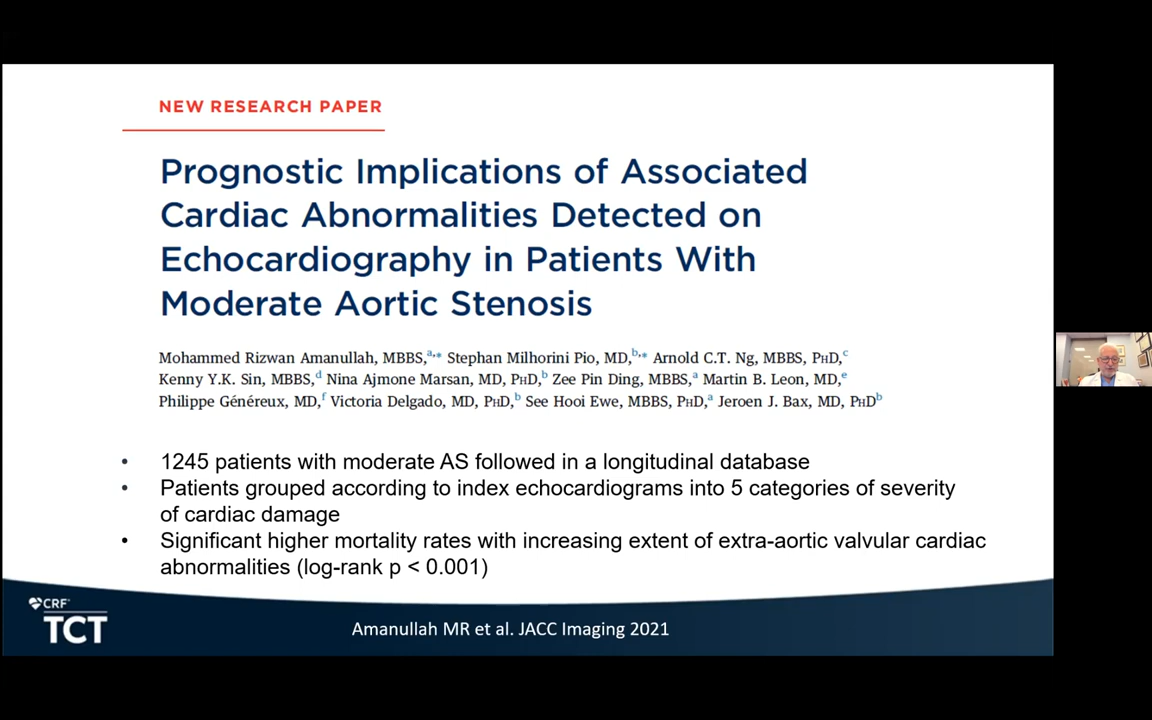 NEW RESEARCH PAPER
Prognostic Implications of Associated
Cardiac Abnormalities Detected on
Echocardiography in Patients With
Moderate Aortic Stenosis
Mohammed Rizwan Amanullah, MBBS,a,* Stephan Milhorini Pio, MD,b,* Arnold C.T. Ng, MBBS, PhD,c
Kenny Y.K. Sin, MBBS,d Nina Ajmone Marsan, MD, PhD,b Zee Pin Ding, MBBS,a Martin B. Leon, MD,e
Philippe Généreux, MD,f Victoria Delgado, MD, PhD,b See Hooi Ewe, MBBS, PhD,a Jeroen J. Bax, MD, PhDb
• 1245 patients with moderate AS followed in a longitudinal database
• Patients grouped according to index echocardiograms into 5 categories of severity
of cardiac damage
• Significant higher mortality rates with increasing extent of extra-aortic valvular cardiac
abnormalities (log-rank p < 0.001)
CRF
TCT
Amanullah MR et al. JACC Imaging 2021